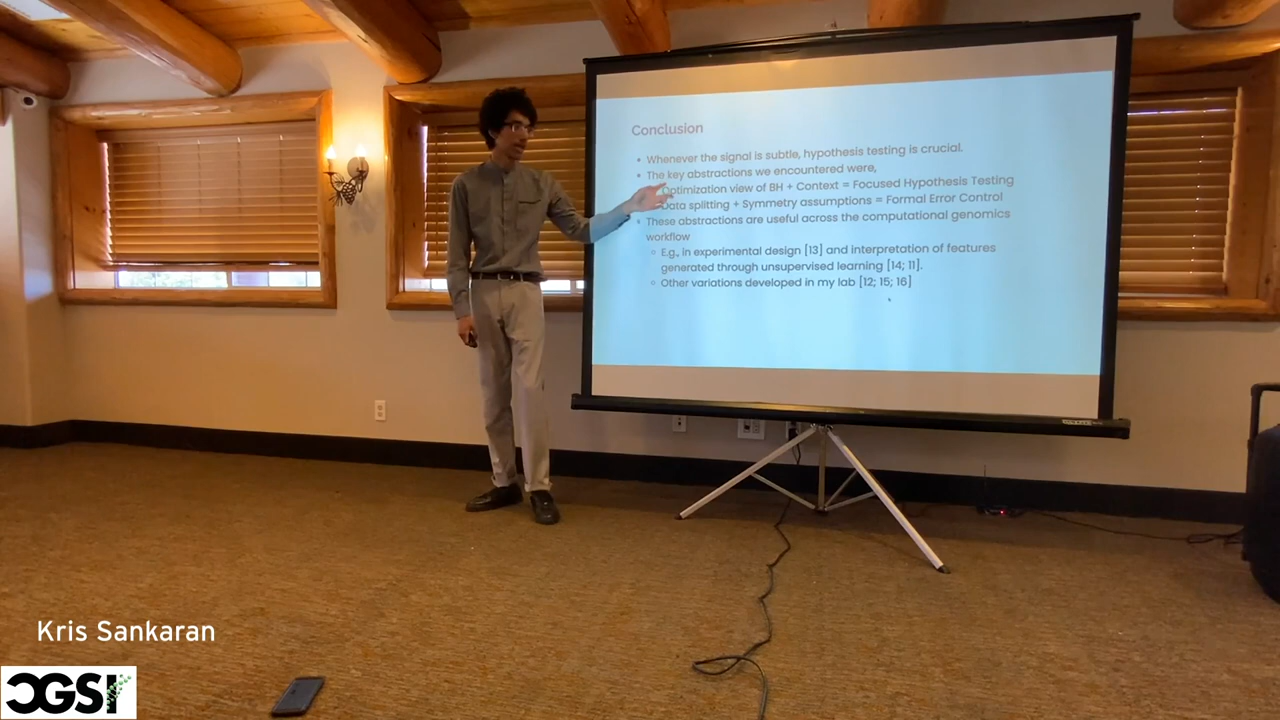 Conclusion
Whenever the signal is subtle, hypothesis testing is crucial.
The key abstractions we encountered were,
Optimization view of BH + Context = Focused Hypothesis Testing
Data splitting + Symmetry assumptions = Formal Error Control
These abstractions are useful across the computational genomics
workflow
E.g., in experimental design [13] and interpretation of features
generated through unsupervised learning [14; 11].
Other variations developed in my lab [12; 15; 16]
Kris Sankaran
CGSI